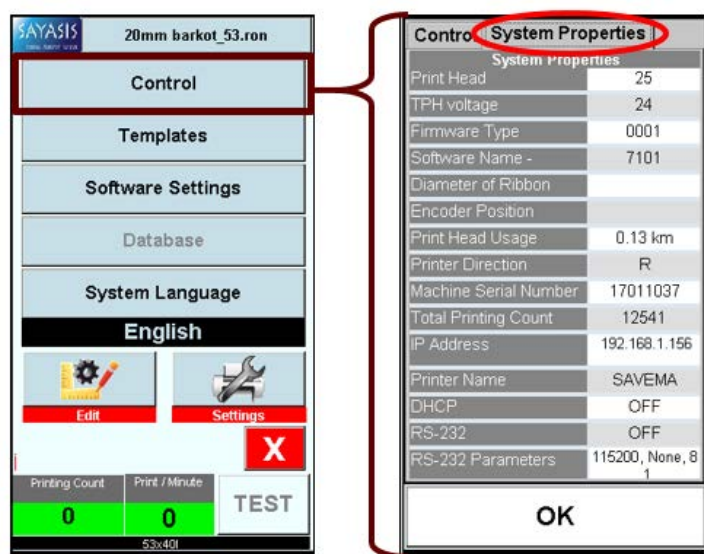 SAYASIS
20mm barkot_53.ron
Control
Templates
Software Settings
Database
System Language
English
Edit
Settings
X
Printing Count
Print / Minute
TEST
0
0
53x40I
Control
System Properties
System Properties
Print Head 25
TPH voltage 24
Firmware Type 0001
Software Name - 7101
Diameter of Ribbon
Encoder Position
Print Head Usage 0.13 km
Printer Direction R
Machine Serial Number 17011037
Total Printing Count 12541
IP Address 192.168.1.156
Printer Name SAVEMA
DHCP OFF
RS-232 OFF
RS-232 Parameters 115200, None, 8
1
OK